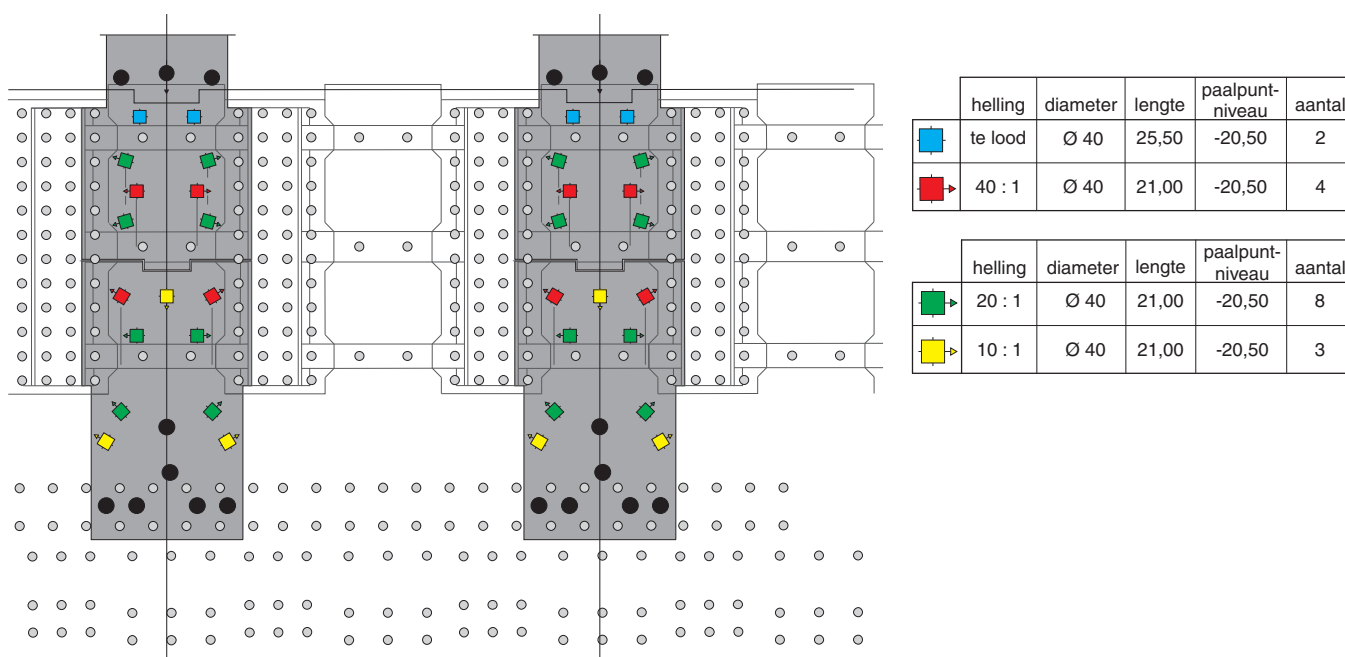 helling diameter lengte paalpunt-niveau aantal
te lood Ø 40 25,50 -20,50 2
40 : 1 Ø 40 21,00 -20,50 4
helling diameter lengte paalpunt-niveau aantal
20 : 1 Ø 40 21,00 -20,50 8
10 : 1 Ø 40 21,00 -20,50 3